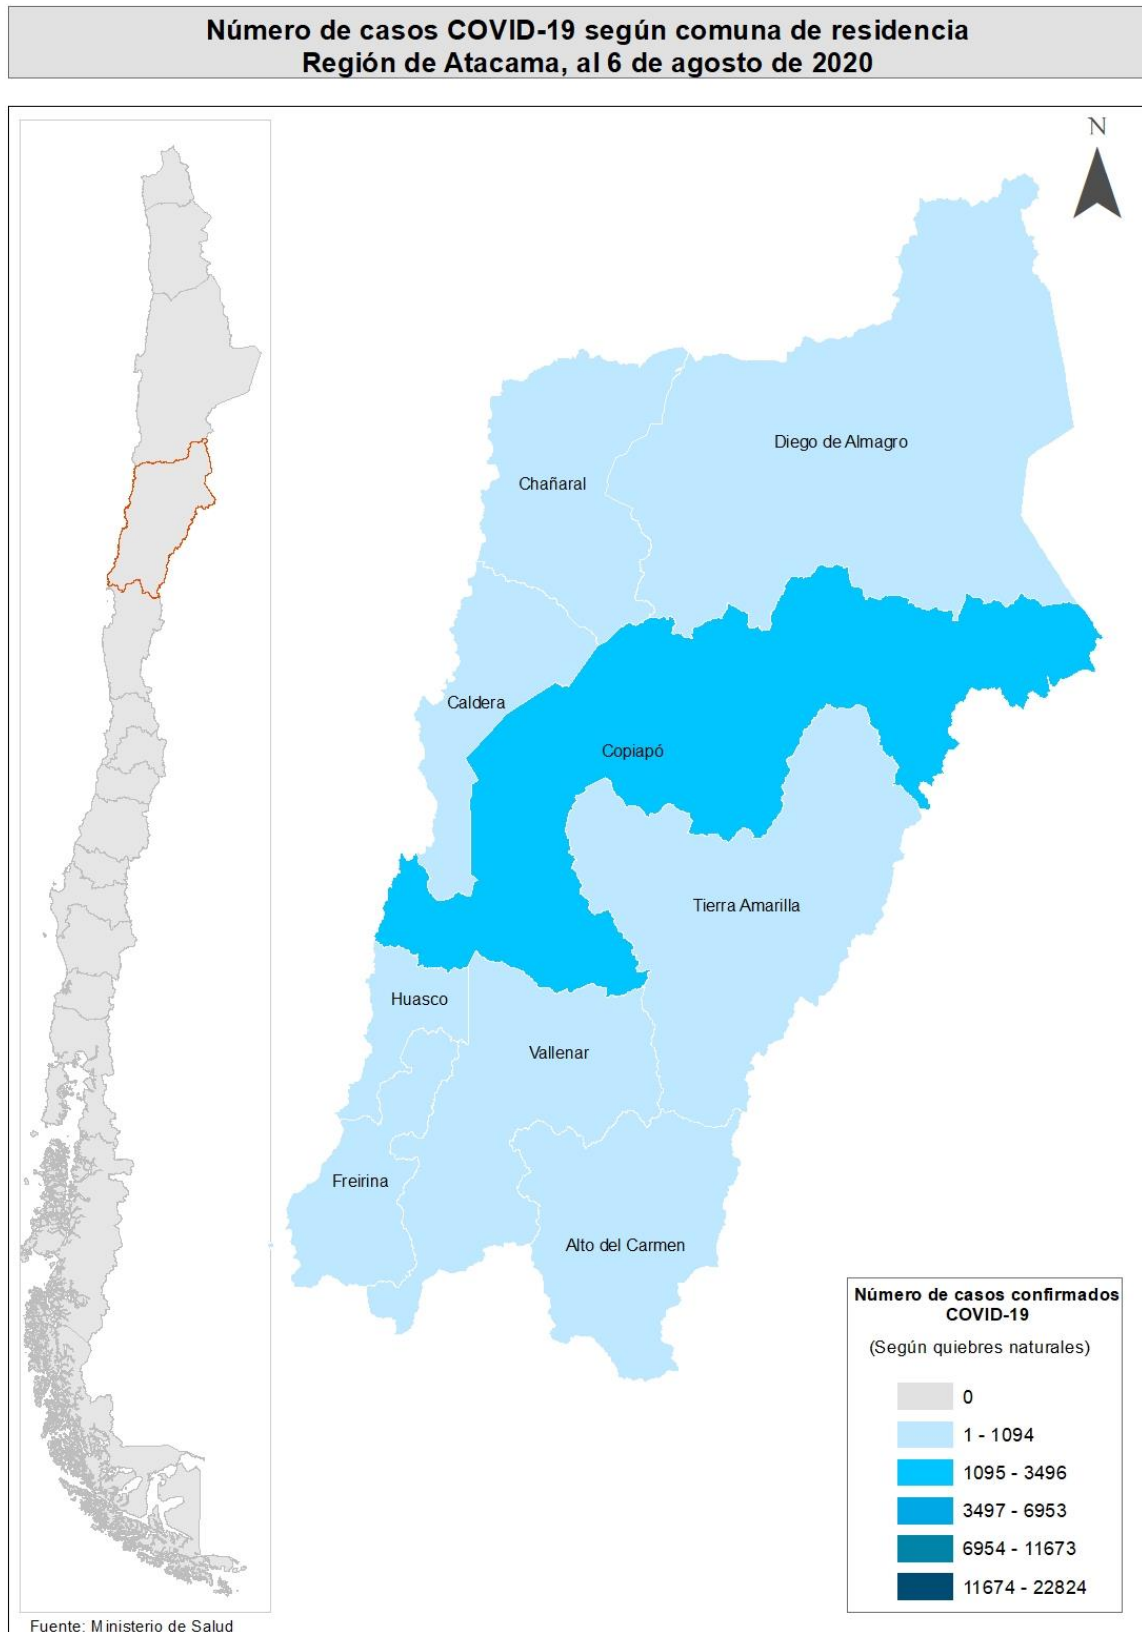 Número de casos COVID-19 según comuna de residencia
Región de Atacama, al 6 de agosto de 2020
N
Diego de Almagro
Chañaral
Caldera
Copiapó
Tierra Amarilla
Huasco
Vallenar
Freirina
Alto del Carmen
Número de casos confirmados
COVID-19
(Según quiebres naturales)
0
1 - 1094
1095 - 3496
3497 - 6953
6954 - 11673
11674 - 22824
Fuente: Ministerio de Salud